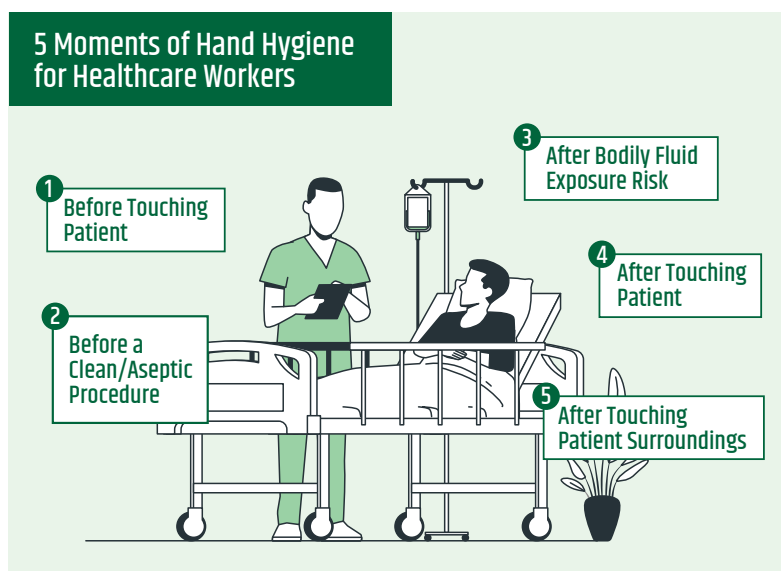 5 Moments of Hand Hygiene
for Healthcare Workers
1
Before Touching
Patient
2
Before a
Clean/Aseptic
Procedure
3
After Bodily Fluid
Exposure Risk
4
After Touching
Patient
5
After Touching
Patient Surroundings